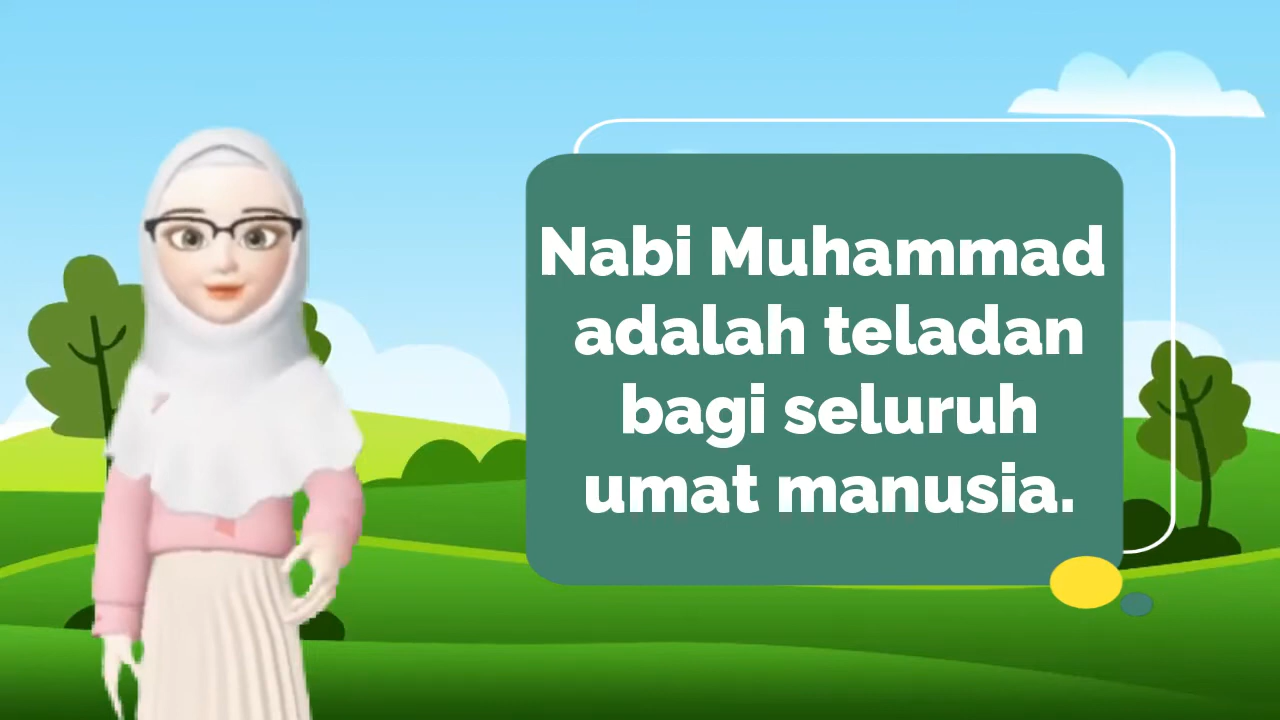 Nabi Muhammad
adalah teladan
bagi seluruh
umat manusia.